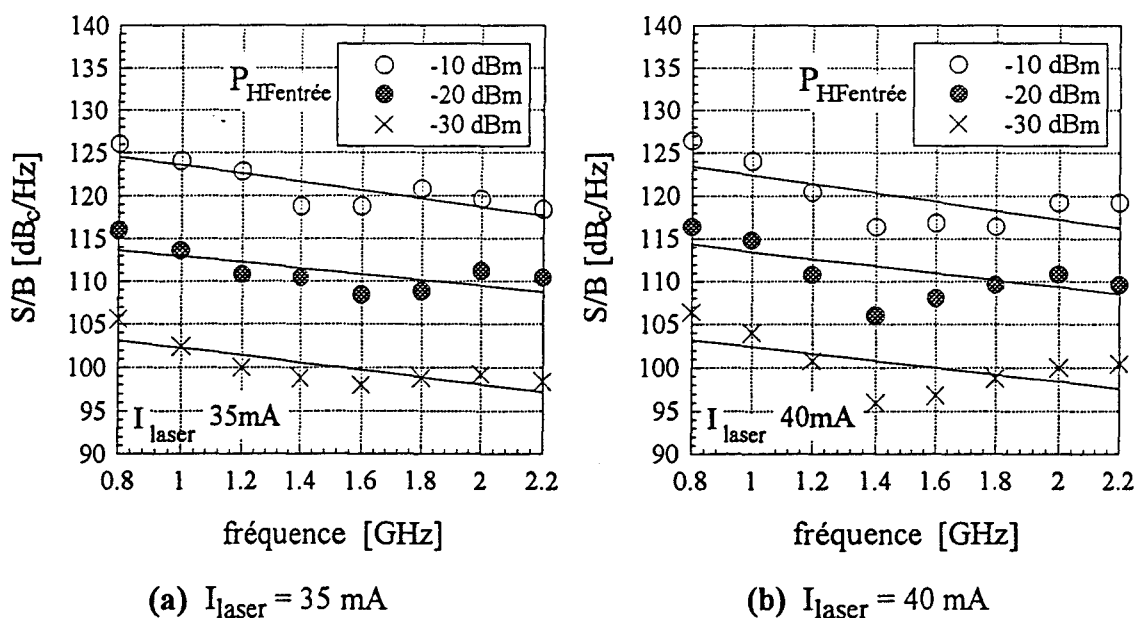 140
135
130
125
120
115
110
105
100
95
90
S/B [dBc/Hz]
P HFentrée
-10 dBm
-20 dBm
-30 dBm
I laser 35mA
0.8 1 1.2 1.4 1.6 1.8 2 2.2
fréquence [GHz]
(a) Ilaser = 35 mA
140
135
130
125
120
115
110
105
100
95
90
S/B [dBc/Hz]
P HFentrée
-10 dBm
-20 dBm
-30 dBm
I laser 40mA
0.8 1 1.2 1.4 1.6 1.8 2 2.2
fréquence [GHz]
(b) Ilaser = 40 mA